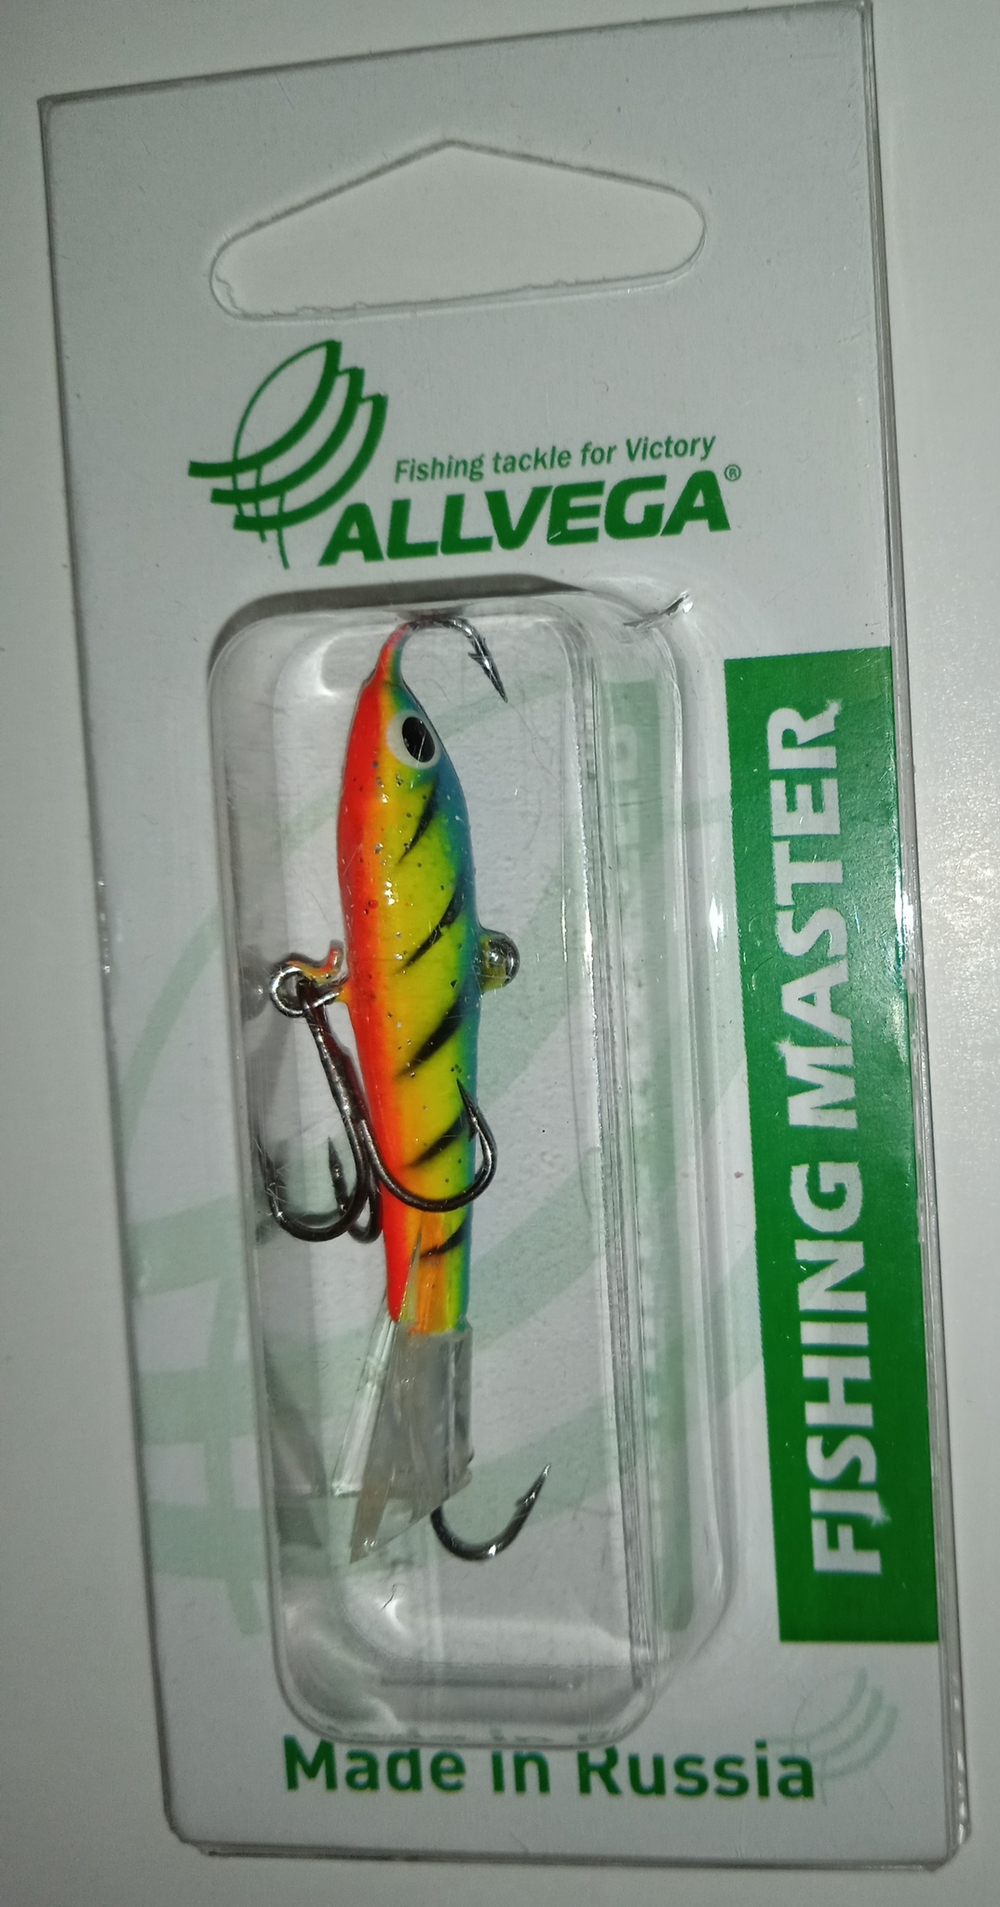 Fishing tackle for Victory
ALLVEGA®
FISHING MASTER
Made in Russia